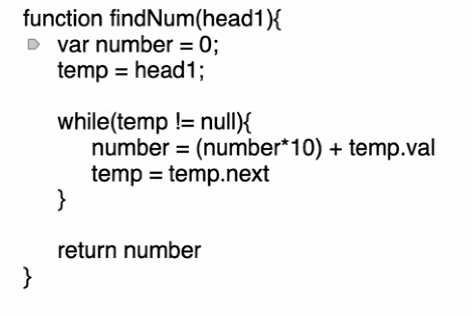 function findNum(head1){
var number = 0;
temp = head1;
while(temp != null){
number = (number*10) + temp.val
temp = temp.next
}
return number
}